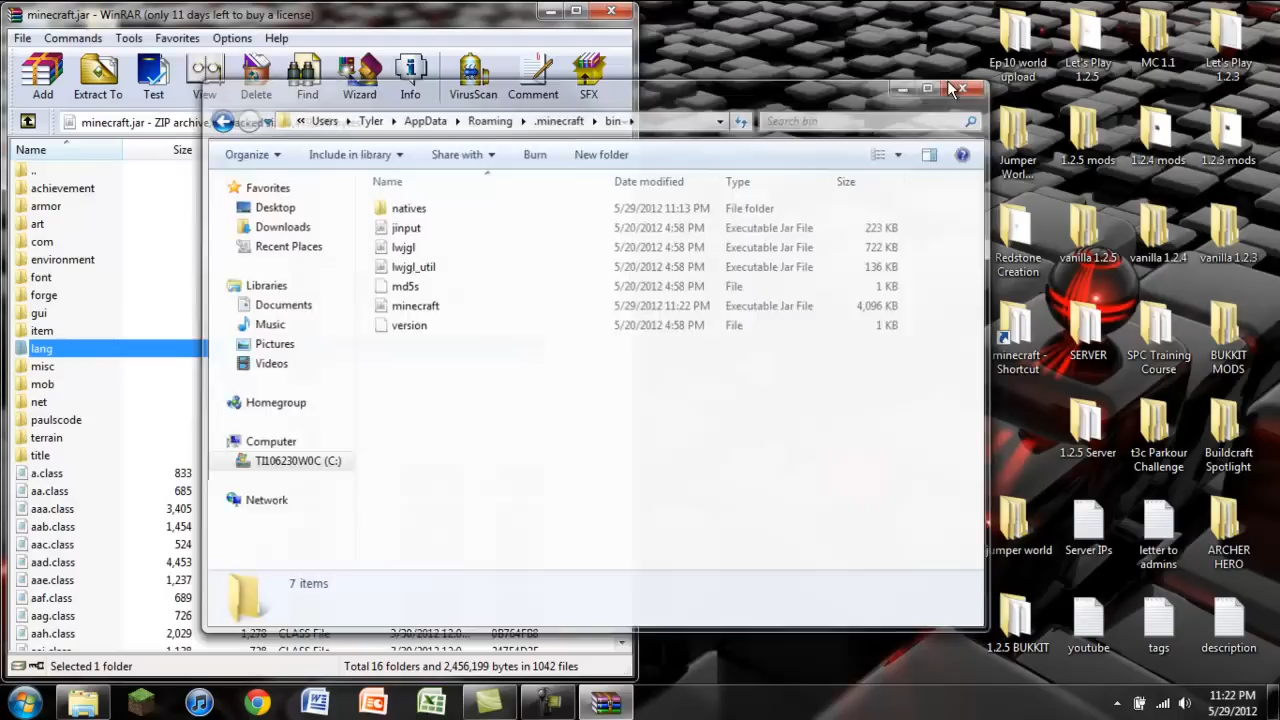 minecraft.jar - WinRAR (only 11 days left to buy a license)
File Commands Tools Favorites Options Help
Add Extract To Test View Delete Find Wizard Info VirusScan Comment SFX
minecraft.jar - ZIP archive
Name Size
..
achievement
armor
art
com
environment
font
forge
gui
item
lang
misc
mob
net
paulscode
terrain
title
a.class 833
aa.class 685
aaa.class 3,405
aab.class 1,454
aac.class 524
aad.class 4,453
aae.class 1,237
aaf.class 689
aag.class 726
aah.class 2,029
Selected 1 folder Total 16 folders and 2,456,199 bytes in 1042 files
« Users Tyler AppData Roaming .minecraft bin
Search bin
Organize Include in library Share with Burn New folder
Favorites
Desktop
Downloads
Recent Places
Libraries
Documents
Music
Pictures
Videos
Homegroup
Computer
TI106230W0C (C:)
Network
Name Date modified Type Size
natives 5/29/2012 11:13 PM File folder
jinput 5/20/2012 4:58 PM Executable Jar File 223 KB
lwjgl 5/20/2012 4:58 PM Executable Jar File 722 KB
lwjgl_util 5/20/2012 4:58 PM Executable Jar File 136 KB
md5s 5/20/2012 4:58 PM File 1 KB
minecraft 5/29/2012 11:22 PM Executable Jar File 4,096 KB
version 5/20/2012 4:58 PM File 1 KB
7 items
Ep 10 world
upload
Let's Play
1.2.5
MC 1.1
Let's Play
1.2.3
Jumper
Worl...
1.2.5 mods
1.2.4 mods
1.2.3 mods
Redstone
Creation
vanilla 1.2.5
vanilla 1.2.4
vanilla 1.2.3
minecraft -
Shortcut
SERVER
SPC Training
Course
BUKKIT
MODS
1.2.5 Server
t3c Parkour
Challenge
Buildcraft
Spotlight
jumper world
Server IPs
letter to
admins
ARCHER
HERO
1.2.5 BUKKIT
youtube
tags
description
11:22 PM
5/29/2012